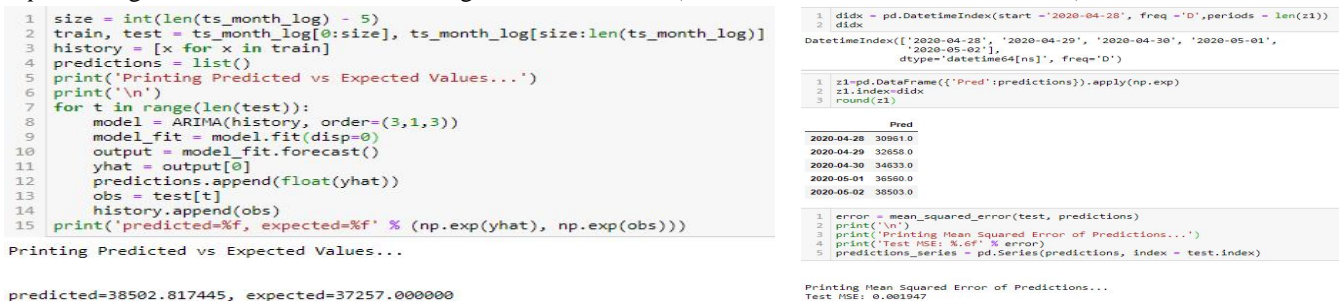 1 size = int(len(ts_month_log) - 5)
2 train, test = ts_month_log[0:size], ts_month_log[size:len(ts_month_log)]
3 history = [x for x in train]
4 predictions = list()
5 print('Printing Predicted vs Expected Values...')
6 print('\n')
7 for t in range(len(test)):
8 model = ARIMA(history, order=(3,1,3))
9 model_fit = model.fit(disp=0)
10 output = model_fit.forecast()
11 yhat = output[0]
12 predictions.append(float(yhat))
13 obs = test[t]
14 history.append(obs)
15 print('predicted=%f, expected=%f' % (np.exp(yhat), np.exp(obs)))
Printing Predicted vs Expected Values...
predicted=38502.817445, expected=37257.000000
1 didx = pd.DatetimeIndex(start ='2020-04-28', freq ='D',periods = len(z1))
2 didx
DatetimeIndex(['2020-04-28', '2020-04-29', '2020-04-30', '2020-05-01',
'2020-05-02'],
dtype='datetime64[ns]', freq='D')
1 z1=pd.DataFrame({'Pred':predictions}).apply(np.exp)
2 z1.index=didx
3 round(z1)
Pred
2020-04-28 30961.0
2020-04-29 32658.0
2020-04-30 34633.0
2020-05-01 36560.0
2020-05-02 38503.0
1 error = mean_squared_error(test, predictions)
2 print('\n')
3 print('Printing Mean Squared Error of Predictions...')
4 print('Test MSE: %.6f' % error)
5 predictions_series = pd.Series(predictions, index = test.index)
Printing Mean Squared Error of Predictions...
Test MSE: 0.001947